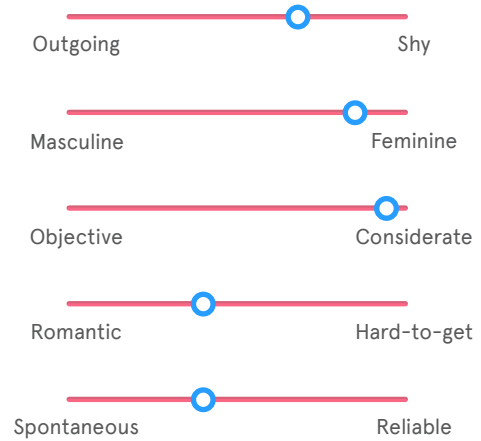 Outgoing Shy
Masculine Feminine
Objective Considerate
Romantic Hard-to-get
Spontaneous Reliable